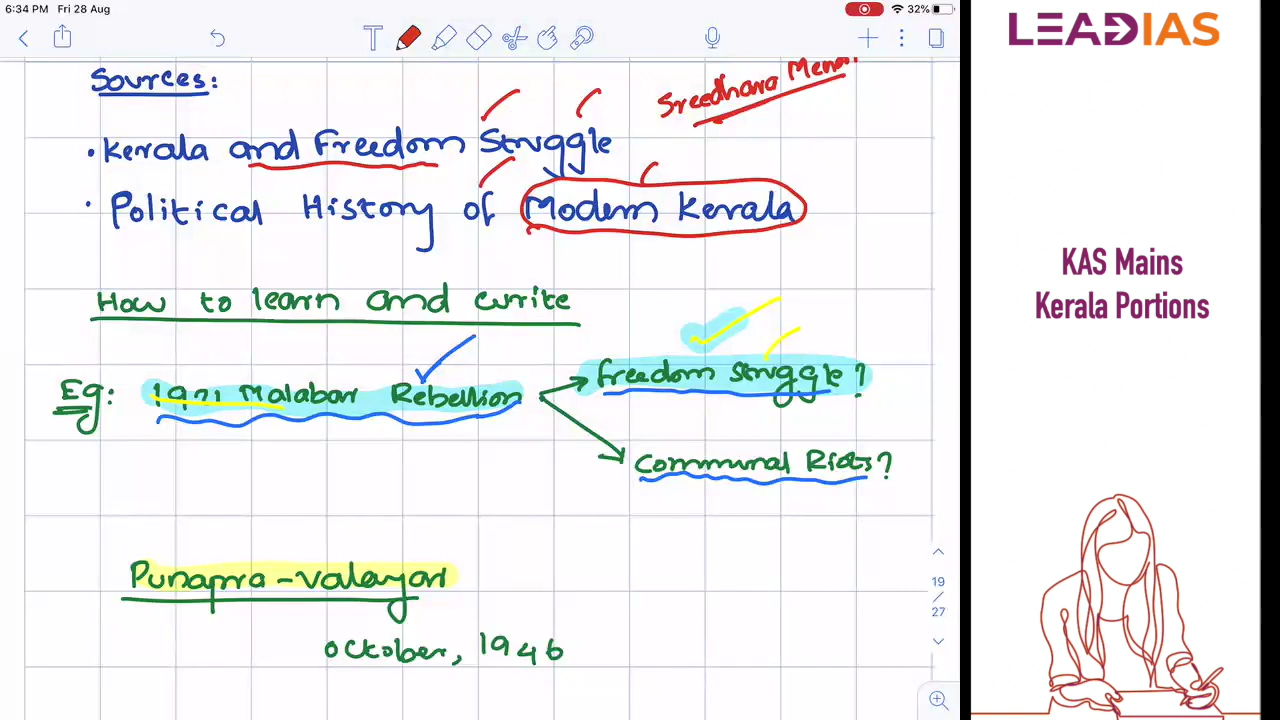 6:34 PM Fri 28 Aug
32%
LEADIAS
Sources:
Sreedhara Menon
• Kerala and Freedom Struggle
• Political History of Modern Kerala
KAS Mains
Kerala Portions
How to learn and write
Eg: 1921 Malabar Rebellion
Freedom Struggle?
Communal Riots?
Punapra-Valayar
19
/
27
October, 1946